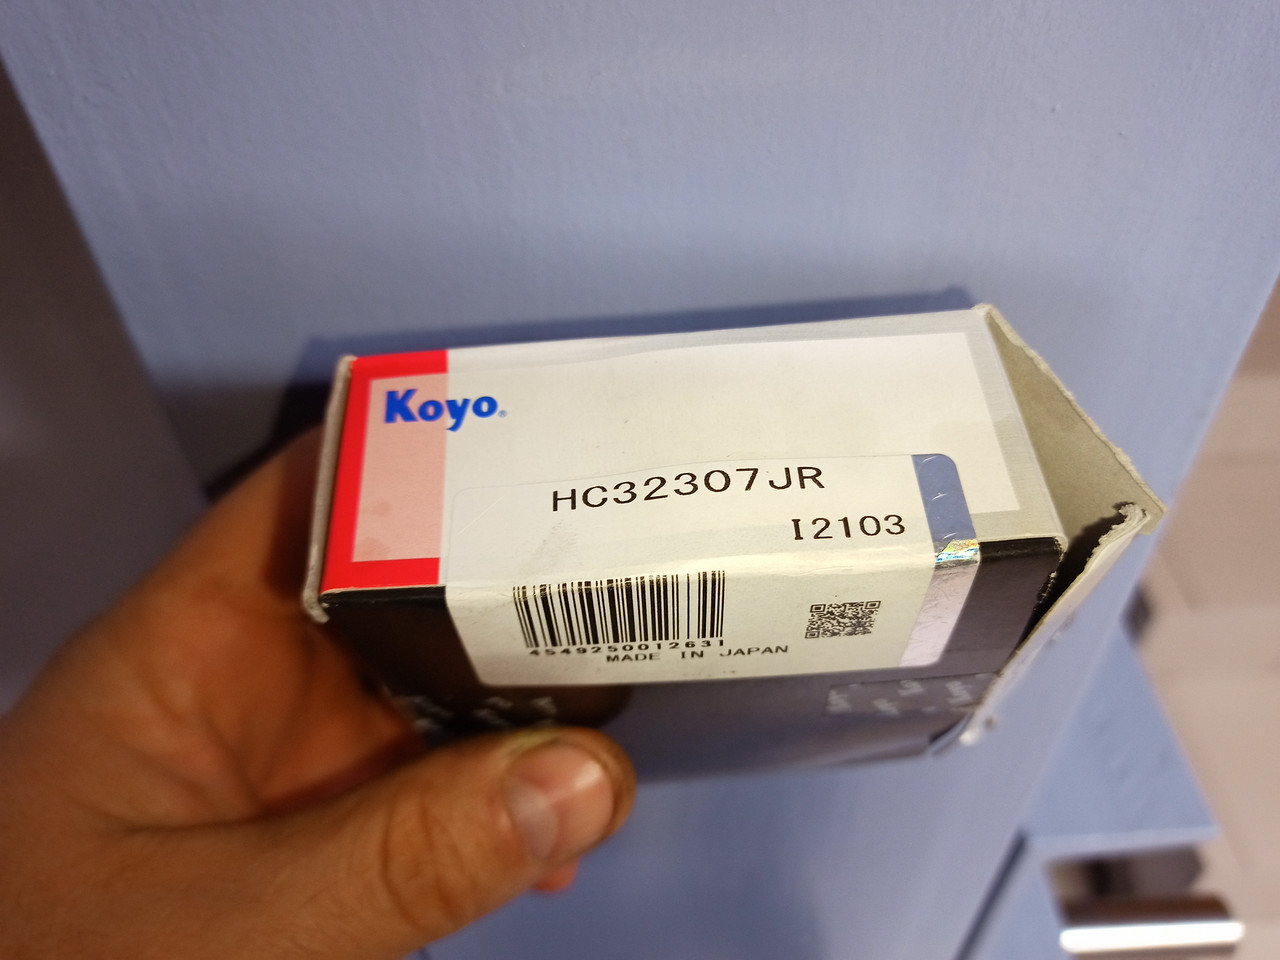 Koyo®
HC32307JR
I2103
4549250012631
MADE IN JAPAN